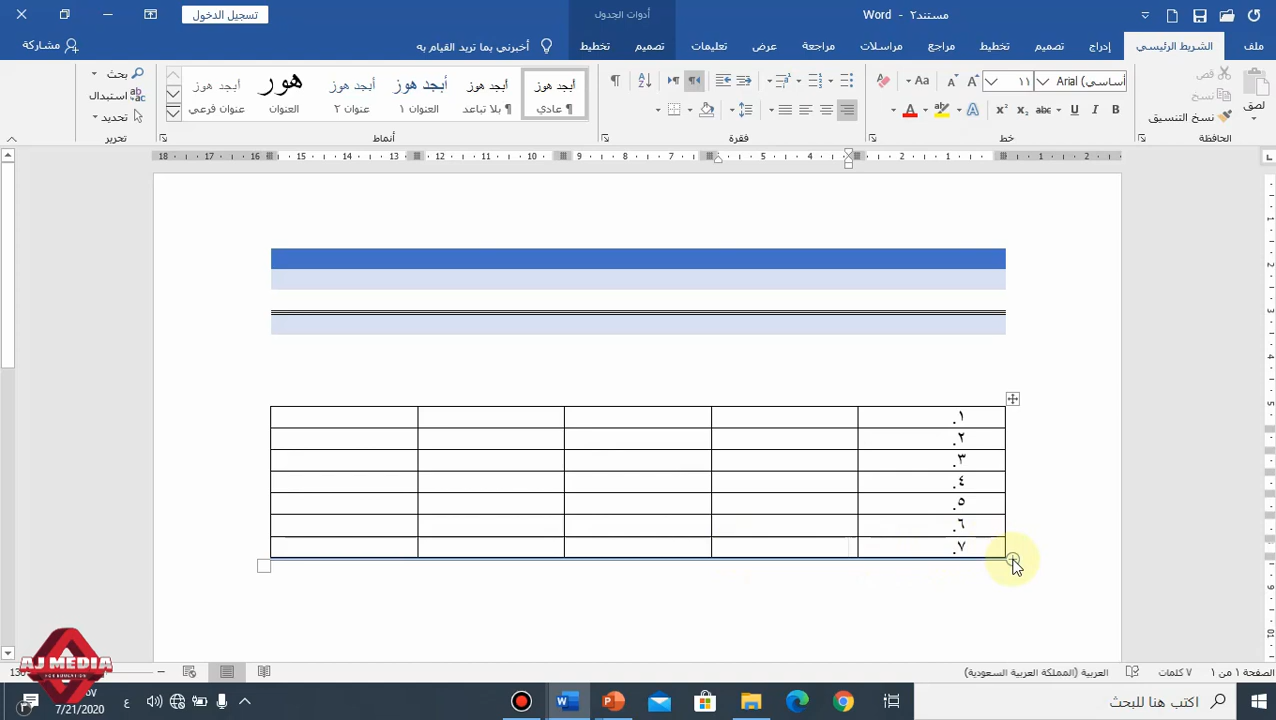 مستند٢ - Word
أدوات الجدول
تسجيل الدخول
ملف
الشريط الرئيسي
إدراج
تصميم
تخطيط
مراجع
مراسلات
مراجعة
عرض
تعليمات
تصميم
تخطيط
أخبرني بما تريد القيام به
مشاركة
لصق
قص
نسخ
نسخ التنسيق
الحافظة
Arial (أساسي)
١١
Aa
خط
فقرة
أبجد هوز
¶ عادي
أبجد هوز
¶ بلا تباعد
أبجد هوز
العنوان ١
أبجد هوز
عنوان ٢
هوز
العنوان
أبجد هوز
عنوان فرعي
أنماط
بحث
استبدال
تحديد
تحرير
١.
٢.
٣.
٤.
٥.
٦.
٧.
الصفحة ١ من ١
٧ كلمات
العربية (المملكة العربية السعودية)
AJ MEDIA
اكتب هنا للبحث
ع
7/21/2020